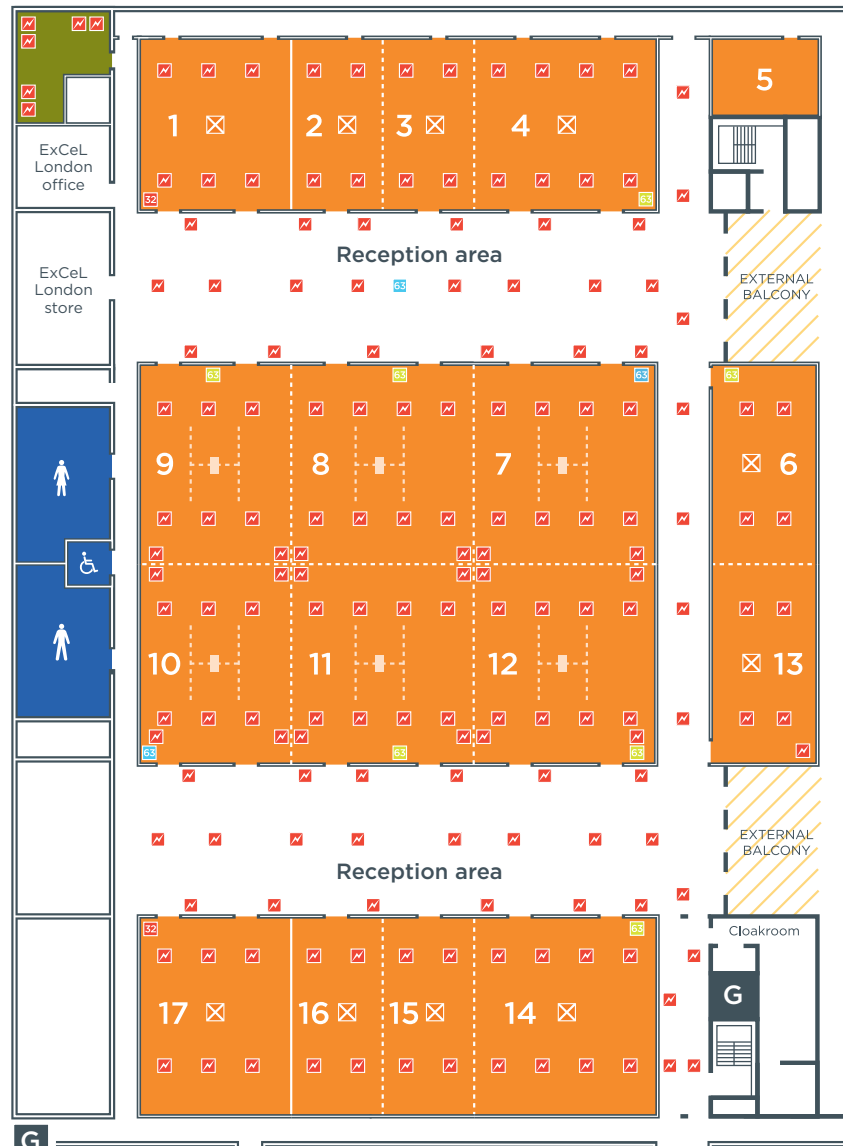 5
1
2
3
4
ExCeL
London
office
32
63
Reception area
ExCeL
London
store
63
EXTERNAL
BALCONY
63
63
63
63
9
8
7
6
10
11
12
13
63
63
63
EXTERNAL
BALCONY
Reception area
32
63
Cloakroom
G
17
16
15
14
G